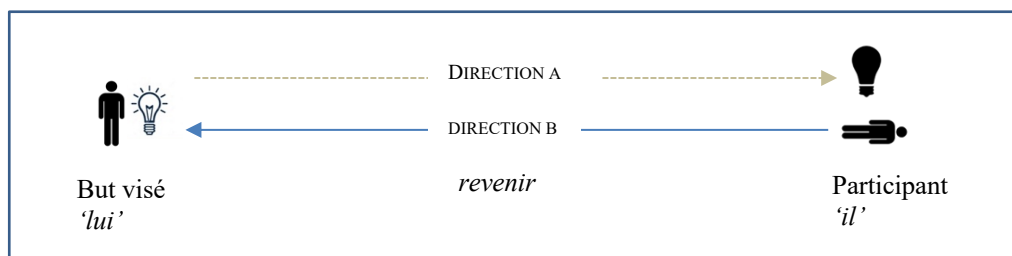 DIRECTION A
DIRECTION B
But visé
‘lui’
revenir
Participant
‘il’